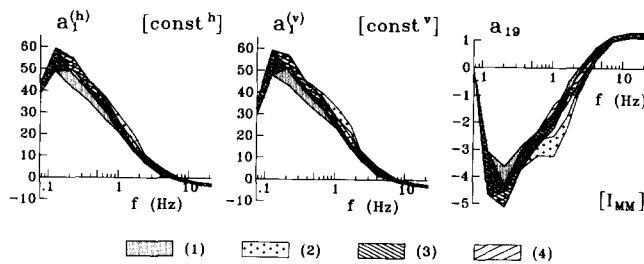 a₁⁽ʰ⁾ [const ʰ]
60
50
40
30
20
10
0
-10
.1 1 10
f (Hz)
a₁⁽ᵛ⁾ [const ᵛ]
60
50
40
30
20
10
0
-10
.1 1 10
f (Hz)
a₁₉
1
0
-1
-2
-3
-4
-5
.1 1 10
f (Hz)
[I_MM]
(1) (2) (3) (4)